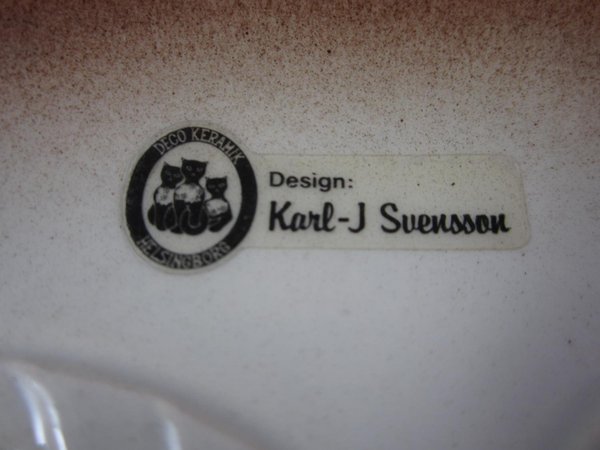 DECO KERAMIK
HELSINGBORG
Design:
Karl-J Svensson